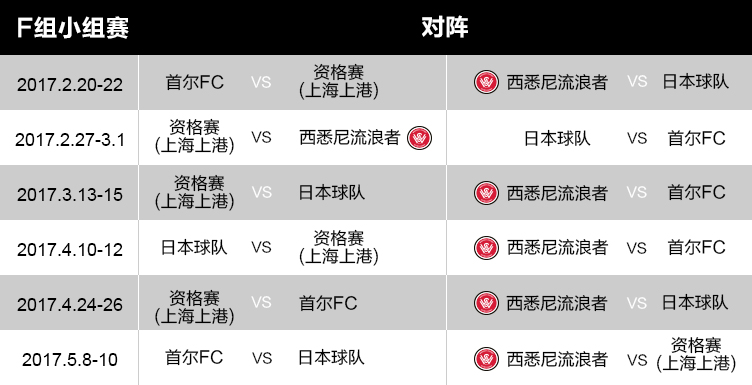 F组小组赛 对阵
2017.2.20-22 首尔FC VS 资格赛
(上海上港) 西悉尼流浪者 VS 日本球队
2017.2.27-3.1 资格赛
(上海上港) VS 西悉尼流浪者 日本球队 VS 首尔FC
2017.3.13-15 资格赛
(上海上港) VS 日本球队 西悉尼流浪者 VS 首尔FC
2017.4.10-12 日本球队 VS 资格赛
(上海上港) 西悉尼流浪者 VS 首尔FC
2017.4.24-26 资格赛
(上海上港) VS 首尔FC 西悉尼流浪者 VS 日本球队
2017.5.8-10 首尔FC VS 日本球队 西悉尼流浪者 VS 资格赛
(上海上港)